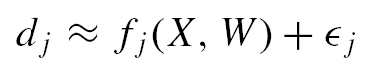 d_j ≈ f_j(X, W) + ϵ_j